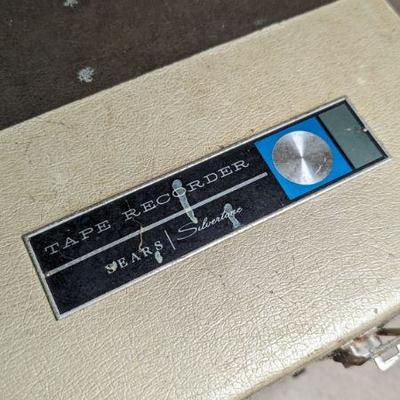 TAPE RECORDER
SEARS | Silvertone